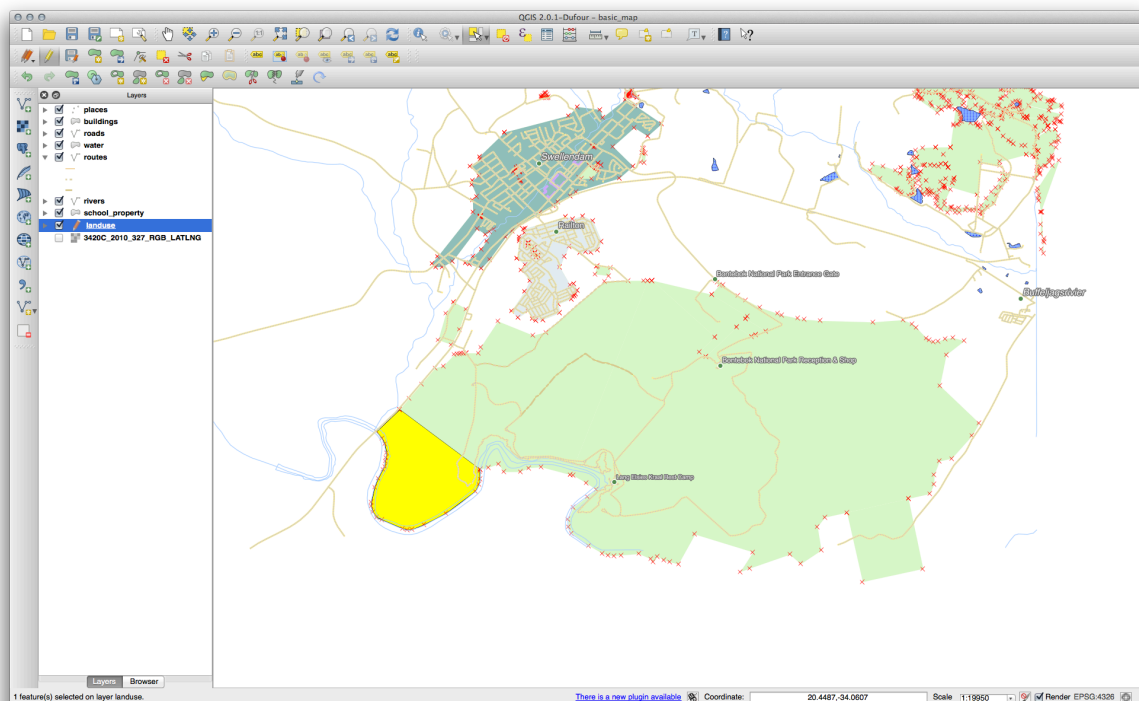 QGIS 2.0.1-Dufour - basic_map
Layers
places
buildings
roads
water
routes
rivers
school_property
landuse
3420C_2010_327_RGB_LATLNG
Swellendam
Railton
Bontebok National Park Entrance Gate
Buffeljagsrivier
Bontebok National Park Reception & Shop
Lang Elsies Kraal Rest Camp
Layers
Browser
1 feature(s) selected on layer landuse.
There is a new plugin available
Coordinate:
20.4487,-34.0607
Scale
1:19950
Render
EPSG:4326